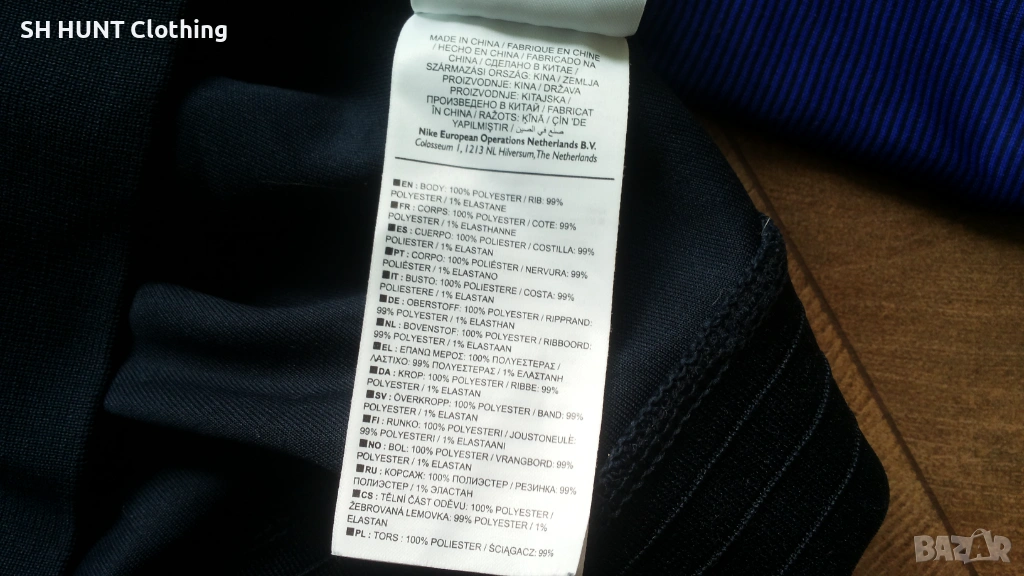 SH HUNT Clothing
MADE IN CHINA / FABRIQUE EN CHINE
/ HECHO EN CHINA / FABRICADO NA
CHINA / СДЕЛАНО В КИТАЕ /
SZÁRMAZÁSI ORSZÁG: KINA / ZEMLJA
PROIZVODNJE: KINA / DRŽAVA
PROIZVODNJE: KITAJSKA /
ПРОИЗВЕДЕНО В КИТАЙ / FABRICAT
ÎN CHINA / RAŽOTS: ĶĪNĀ / ÇİN 'DE
YAPILMIŞTIR / صنع في الصين
Nike European Operations Netherlands B.V.
Colosseum 1, 1213 NL Hilversum, The Netherlands
EN : BODY: 100% POLYESTER / RIB: 99%
POLYESTER / 1% ELASTANE
FR : CORPS: 100% POLYESTER / COTE: 99%
POLYESTER / 1% ELASTHANNE
ES : CUERPO: 100% POLIESTER / COSTILLA: 99%
POLIESTER / 1% ELASTAN
PT : CORPO: 100% POLIÉSTER / NERVURA: 99%
POLIÉSTER / 1% ELASTANO
IT : BUSTO: 100% POLIESTERE / COSTA: 99%
POLIESTERE / 1% ELASTAN
DE : OBERSTOFF: 100% POLYESTER / RIPPRAND:
99% POLYESTER / 1% ELASTHAN
NL : BOVENSTOF: 100% POLYESTER / RIBBOORD:
99% POLYESTER / 1% ELASTAAN
EL : ΕΠΑΝΩ ΜΕΡΟΣ: 100% ΠΟΛΥΕΣΤΕΡΑΣ /
ΛΑΣΤΙΧΟ: 99% ΠΟΛΥΕΣΤΕΡΑΣ / 1% ΕΛΑΣΤΑΝΗ
DA : KROP: 100% POLYESTER / RIBBE: 99%
POLYESTER / 1% ELASTAN
SV : ÖVERKROPP: 100% POLYESTER / BAND: 99%
POLYESTER / 1% ELASTAN
FI : RUNKO: 100% POLYESTERI / JOUSTONEULE:
99% POLYESTERI / 1% ELASTAANI
NO : BOL: 100% POLYESTER / VRANGBORD: 99%
POLYESTER / 1% ELASTAN
RU : КОРСАЖ: 100% ПОЛИЭСТЕР / РЕЗИНКА: 99%
ПОЛИЭСТЕР / 1% ЭЛАСТАН
CS : TĚLNÍ ČÁST ODĚVU: 100% POLYESTER /
ŽEBROVANÁ LEMOVKA: 99% POLYESTER / 1%
ELASTAN
PL : TORS : 100% POLIESTER / ŚCIĄGACZ: 99%
BAZAR